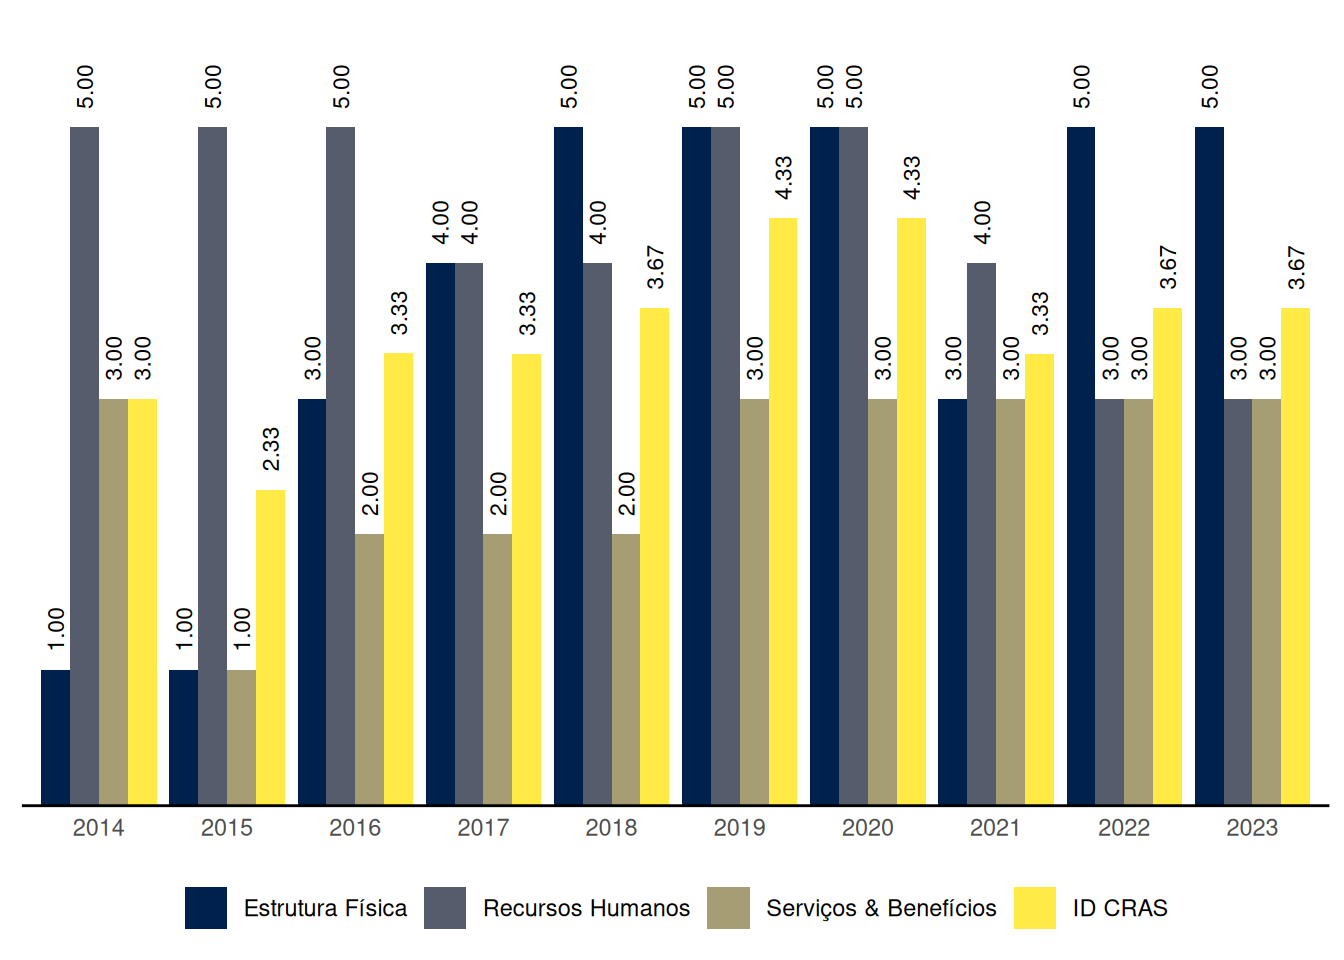 1.00 5.00 3.00 3.00
1.00 5.00 1.00 2.33
3.00 5.00 2.00 3.33
4.00 4.00 2.00 3.33
5.00 4.00 2.00 3.67
5.00 5.00 3.00 4.33
5.00 5.00 3.00 4.33
3.00 4.00 3.00 3.33
5.00 3.00 3.00 3.67
5.00 3.00 3.00 3.67
2014 2015 2016 2017 2018 2019 2020 2021 2022 2023
Estrutura Física Recursos Humanos Serviços & Benefícios ID CRAS